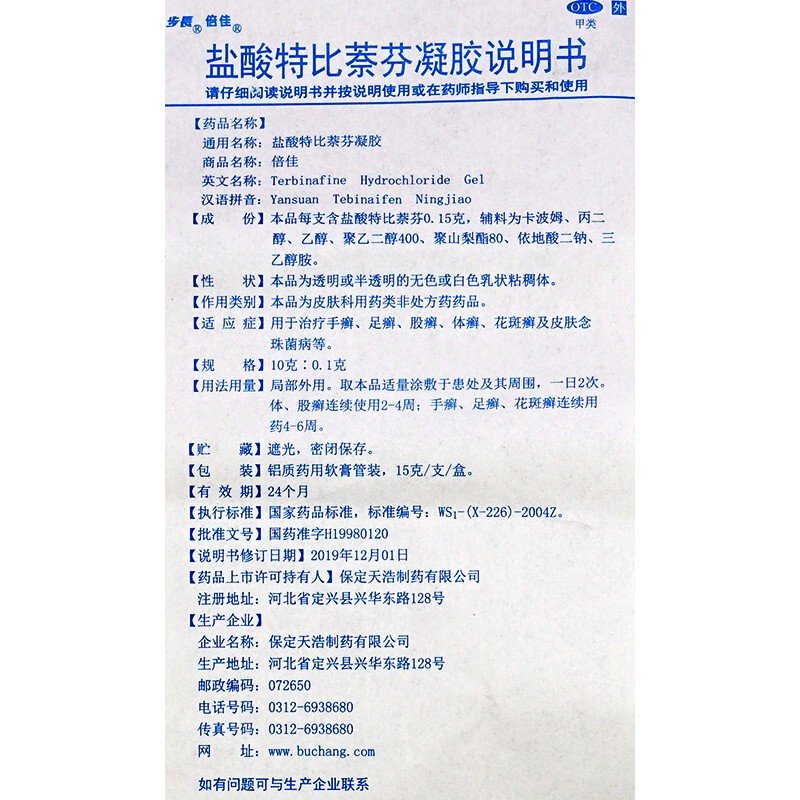 步長® 倍佳® OTC 外
甲类
盐酸特比萘芬凝胶说明书
请仔细阅读说明书并按说明使用或在药师指导下购买和使用
【药品名称】
通用名称：盐酸特比萘芬凝胶
商品名称：倍佳
英文名称：Terbinafine Hydrochloride Gel
汉语拼音：Yansuan Tebinaifen Ningjiao
【成 份】本品每支含盐酸特比萘芬0.15克，辅料为卡波姆、丙二
醇、乙醇、聚乙二醇400、聚山梨酯80、依地酸二钠、三
乙醇胺。
【性 状】本品为透明或半透明的无色或白色乳状粘稠体。
【作用类别】本品为皮肤科用药类非处方药药品。
【适 应 症】用于治疗手癣、足癣、股癣、体癣、花斑癣及皮肤念
珠菌病等。
【规 格】10克：0.1克
【用法用量】局部外用。取本品适量涂敷于患处及其周围，一日2次。
体、股癣连续使用2-4周；手癣、足癣、花斑癣连续用
药4-6周。
【贮 藏】遮光，密闭保存。
【包 装】铝质药用软膏管装，15克/支/盒。
【有 效 期】24个月
【执行标准】国家药品标准，标准编号：WS₁-(X-226)-2004Z。
【批准文号】国药准字H19980120
【说明书修订日期】2019年12月01日
【药品上市许可持有人】保定天浩制药有限公司
注册地址：河北省定兴县兴华东路128号
【生产企业】
企业名称：保定天浩制药有限公司
生产地址：河北省定兴县兴华东路128号
邮政编码：072650
电话号码：0312-6938680
传真号码：0312-6938680
网 址：www.buchang.com
如有问题可与生产企业联系